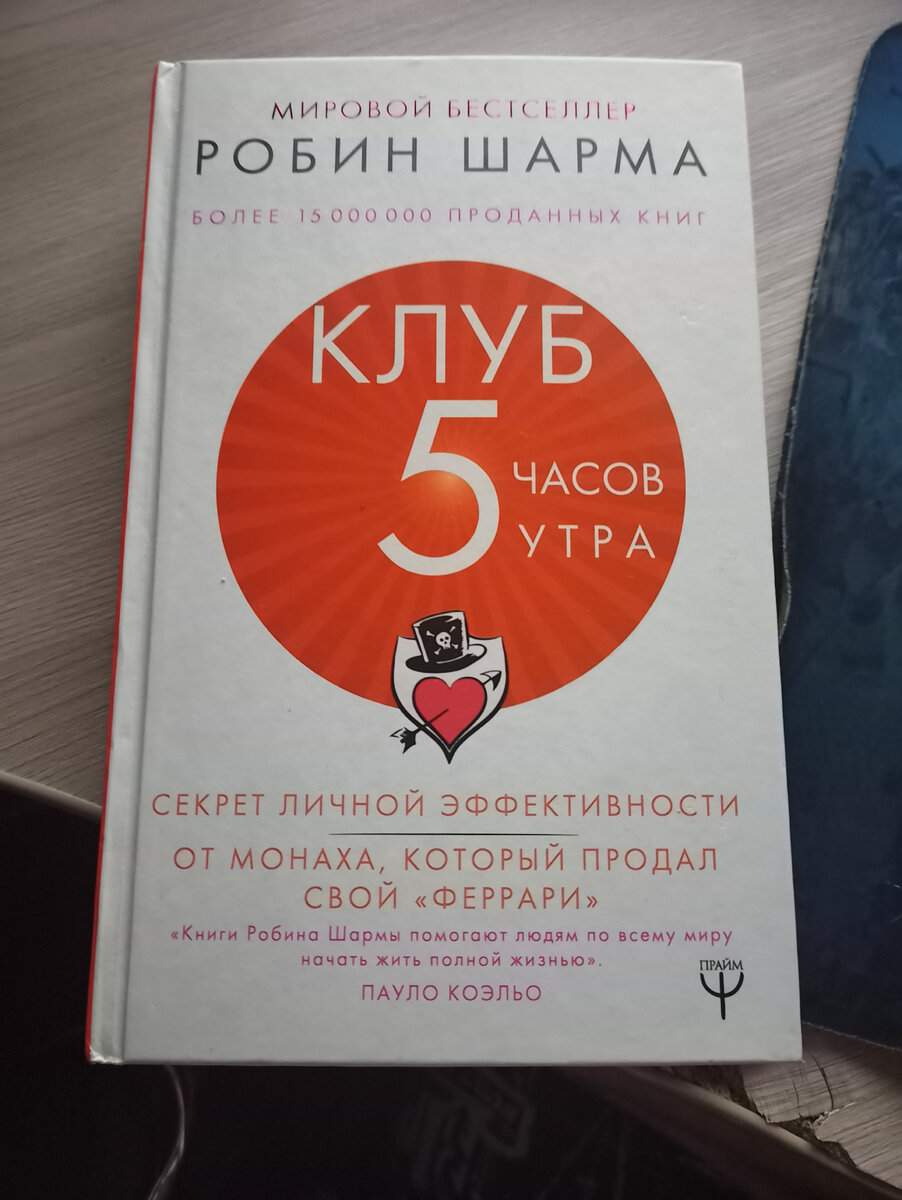 МИРОВОЙ БЕСТСЕЛЛЕР
РОБИН ШАРМА
БОЛЕЕ 15 000 000 ПРОДАННЫХ КНИГ
КЛУБ
5
ЧАСОВ
УТРА
СЕКРЕТ ЛИЧНОЙ ЭФФЕКТИВНОСТИ
ОТ МОНАХА, КОТОРЫЙ ПРОДАЛ
СВОЙ «ФЕРРАРИ»
«Книги Робина Шармы помогают людям по всему миру
начать жить полной жизнью».
ПАУЛО КОЭЛЬО
ПРАЙМ